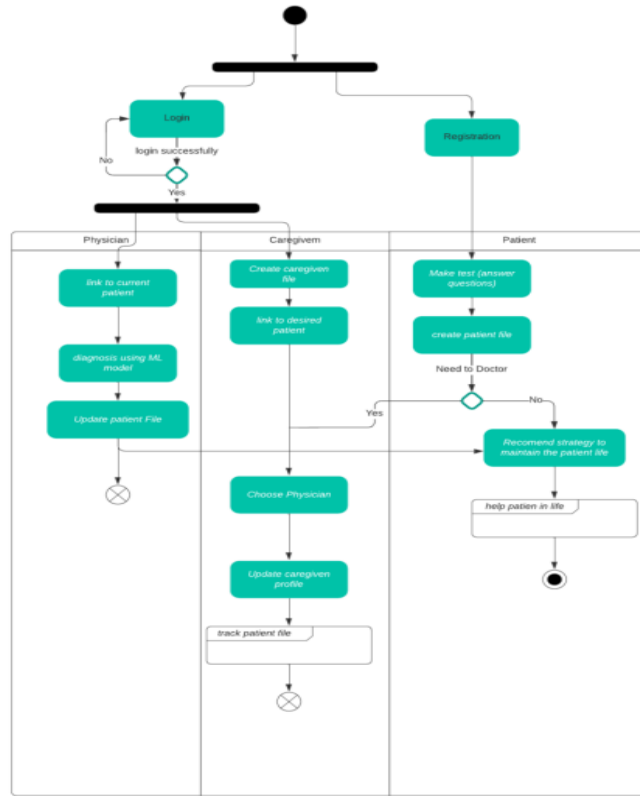 Login
Registration
login successfully
No
Yes
Physician
Caregivern
Patient
link to current
patient
Create caregiven
file
Make test (answer
questions)
link to desired
patient
create patient file
diagnosis using ML
model
Need to Doctor
Yes
No
Update patient File
Recomend strategy to
maintain the patient life
Choose Physician
help patien in life
Update caregiven
profile
track patient file